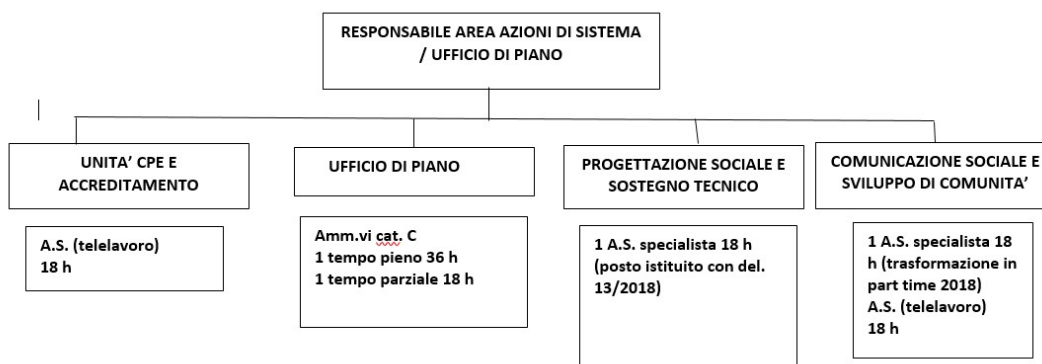 RESPONSABILE AREA AZIONI DI SISTEMA
/ UFFICIO DI PIANO
UNITA’ CPE E
ACCREDITAMENTO
A.S. (telelavoro)
18 h
UFFICIO DI PIANO
Amm.vi cat. C
1 tempo pieno 36 h
1 tempo parziale 18 h
PROGETTAZIONE SOCIALE E
SOSTEGNO TECNICO
1 A.S. specialista 18 h
(posto istituito con del.
13/2018)
COMUNICAZIONE SOCIALE E
SVILUPPO DI COMUNITA’
1 A.S. specialista 18
h (trasformazione in
part time 2018)
A.S. (telelavoro)
18 h